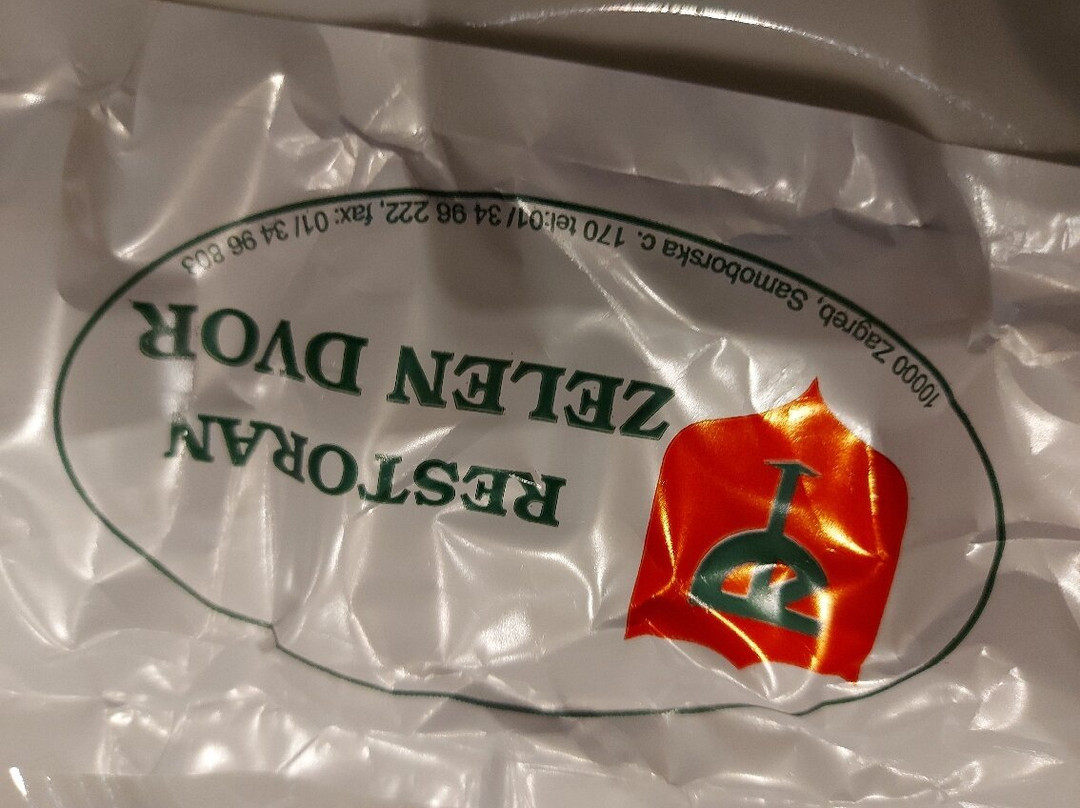 RESTORAN
ZELEN DVOR
10000 Zagreb, Samoborska c. 170 tel:01/ 34 96 222, fax: 01/ 34 96 803